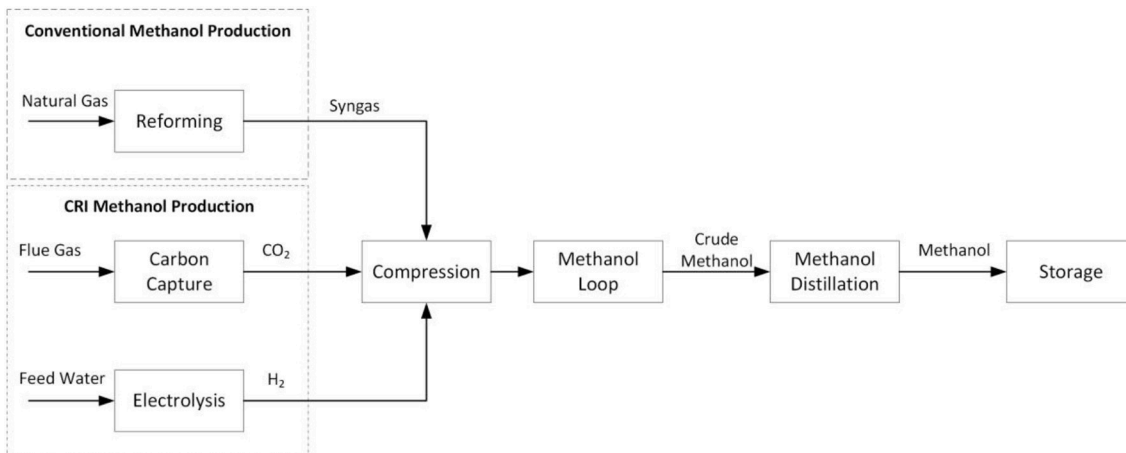 Conventional Methanol Production
Natural Gas
Reforming
Syngas
CRI Methanol Production
Flue Gas
Carbon
Capture
CO₂
Compression
Methanol
Loop
Crude
Methanol
Methanol
Distillation
Methanol
Storage
Feed Water
Electrolysis
H₂